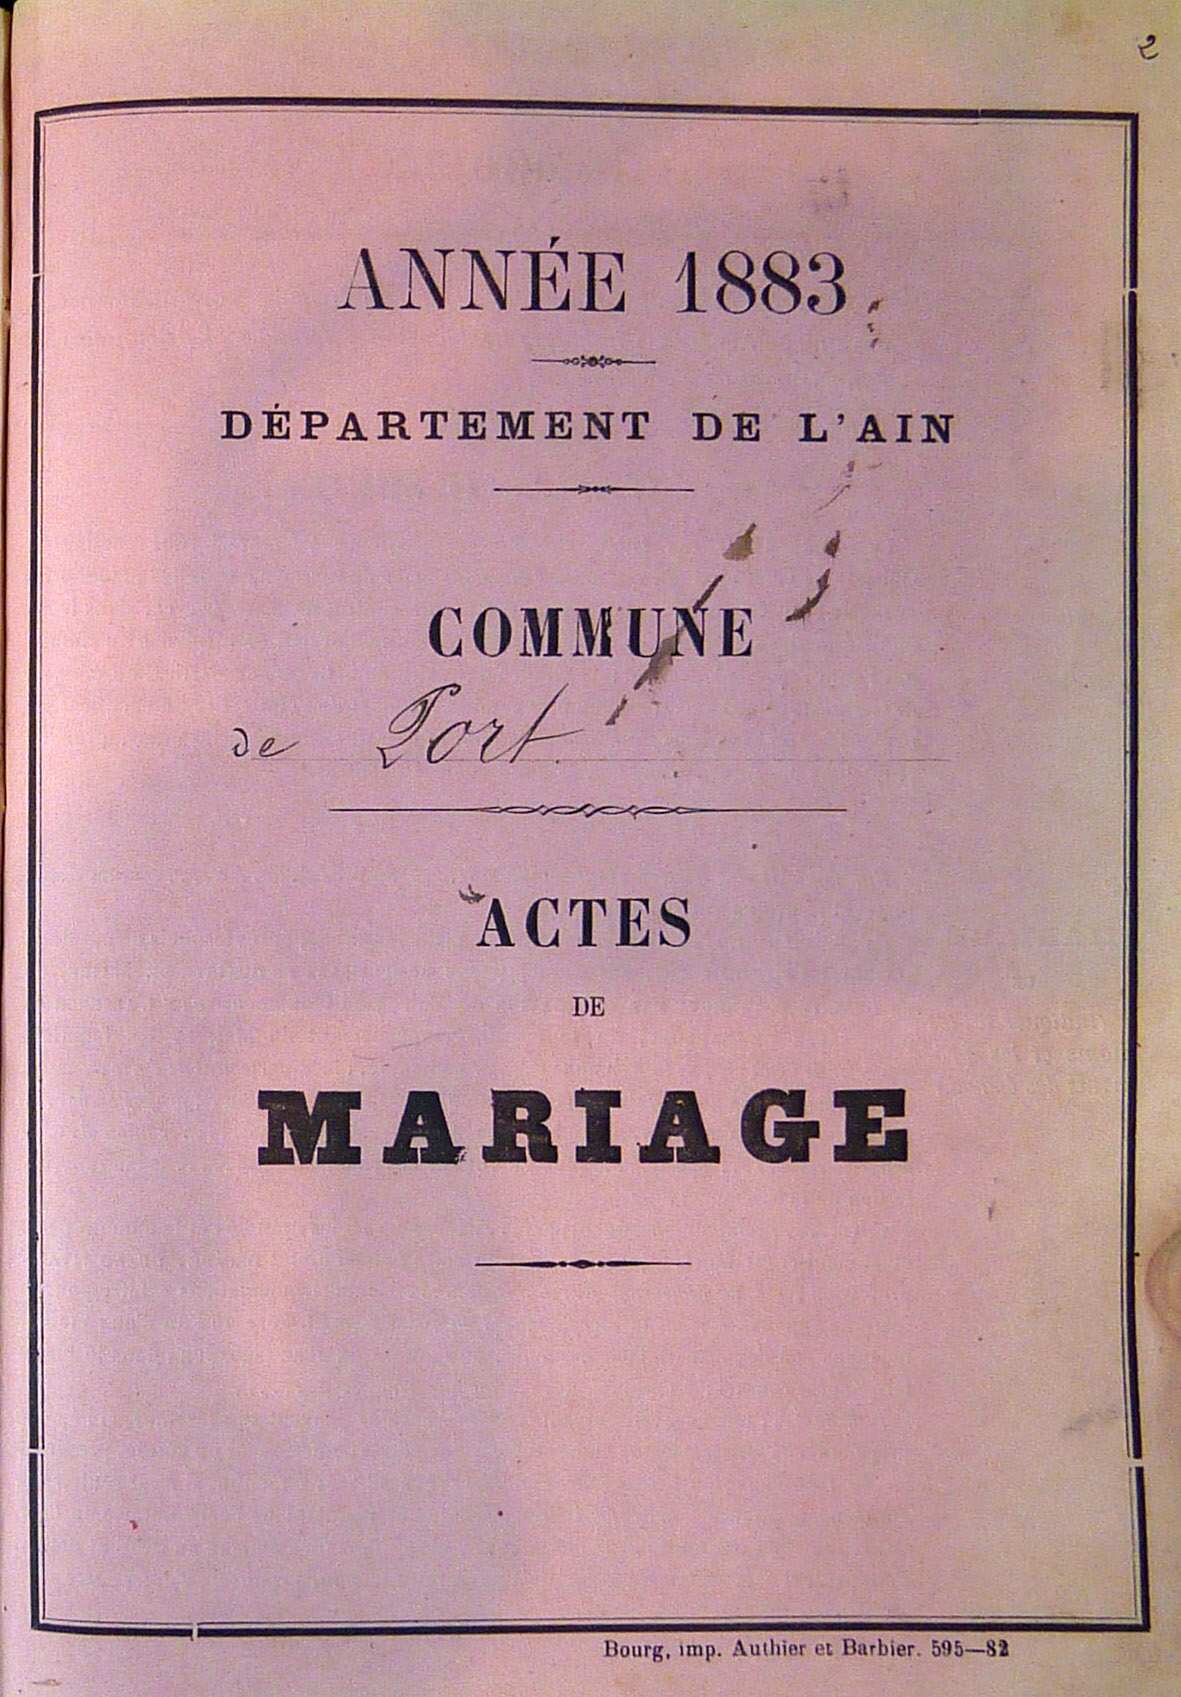 2
ANNÉE 1883
DÉPARTEMENT DE L'AIN
COMMUNE
de Port
ACTES
DE
MARIAGE
Bourg, imp. Authier et Barbier. 595—82